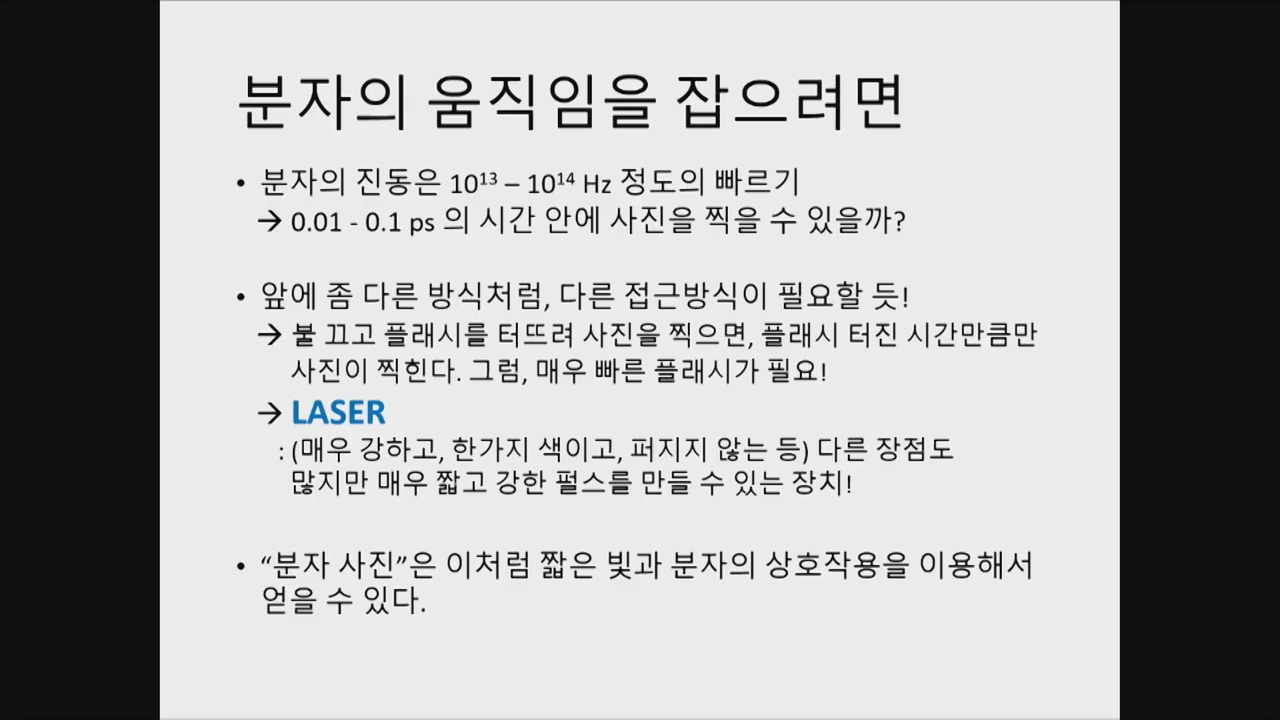 분자의 움직임을 잡으려면
• 분자의 진동은 10¹³ – 10¹⁴ Hz 정도의 빠르기
→ 0.01 - 0.1 ps 의 시간 안에 사진을 찍을 수 있을까?
• 앞에 좀 다른 방식처럼, 다른 접근방식이 필요할 듯!
→ 불 끄고 플래시를 터뜨려 사진을 찍으면, 플래시 터진 시간만큼만
사진이 찍힌다. 그럼, 매우 빠른 플래시가 필요!
→ LASER
: (매우 강하고, 한가지 색이고, 퍼지지 않는 등) 다른 장점도
많지만 매우 짧고 강한 펄스를 만들 수 있는 장치!
• “분자 사진”은 이처럼 짧은 빛과 분자의 상호작용을 이용해서
얻을 수 있다.